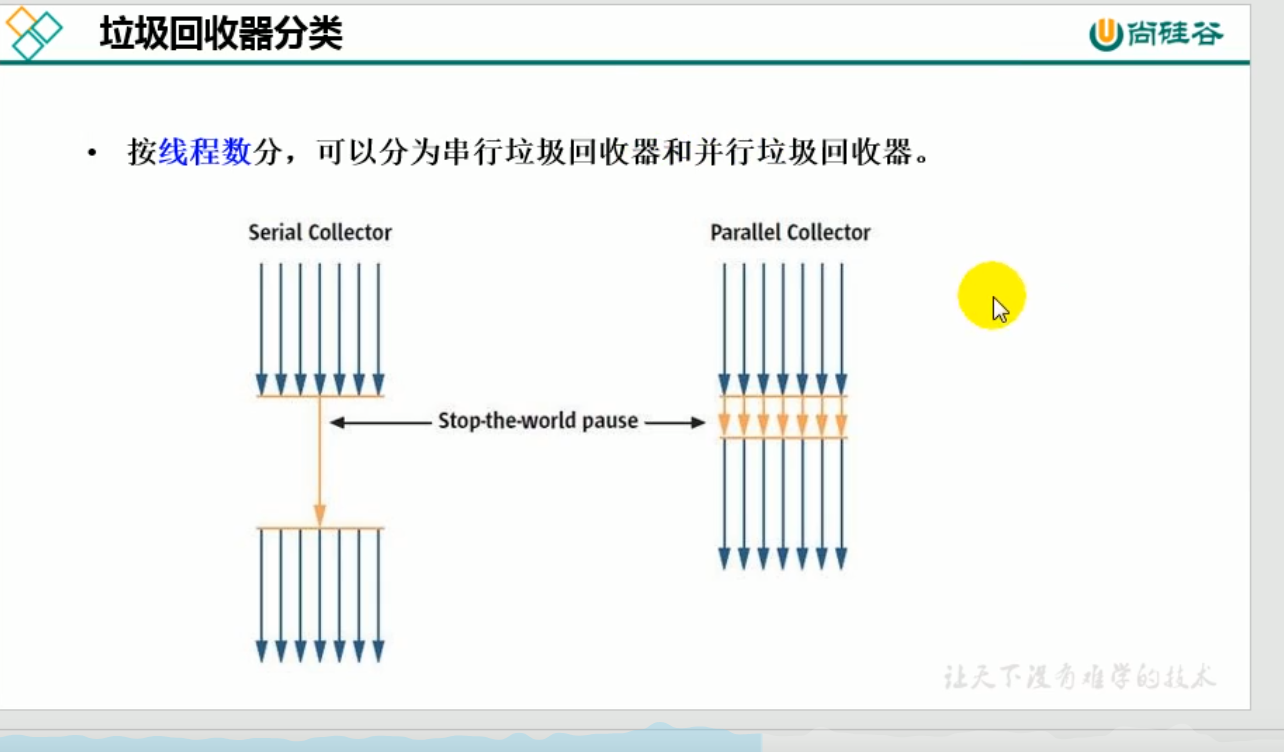 垃圾回收器分类
尚硅谷
• 按线程数分，可以分为串行垃圾回收器和并行垃圾回收器。
Serial Collector
Parallel Collector
Stop-the-world pause
让天下没有难学的技术